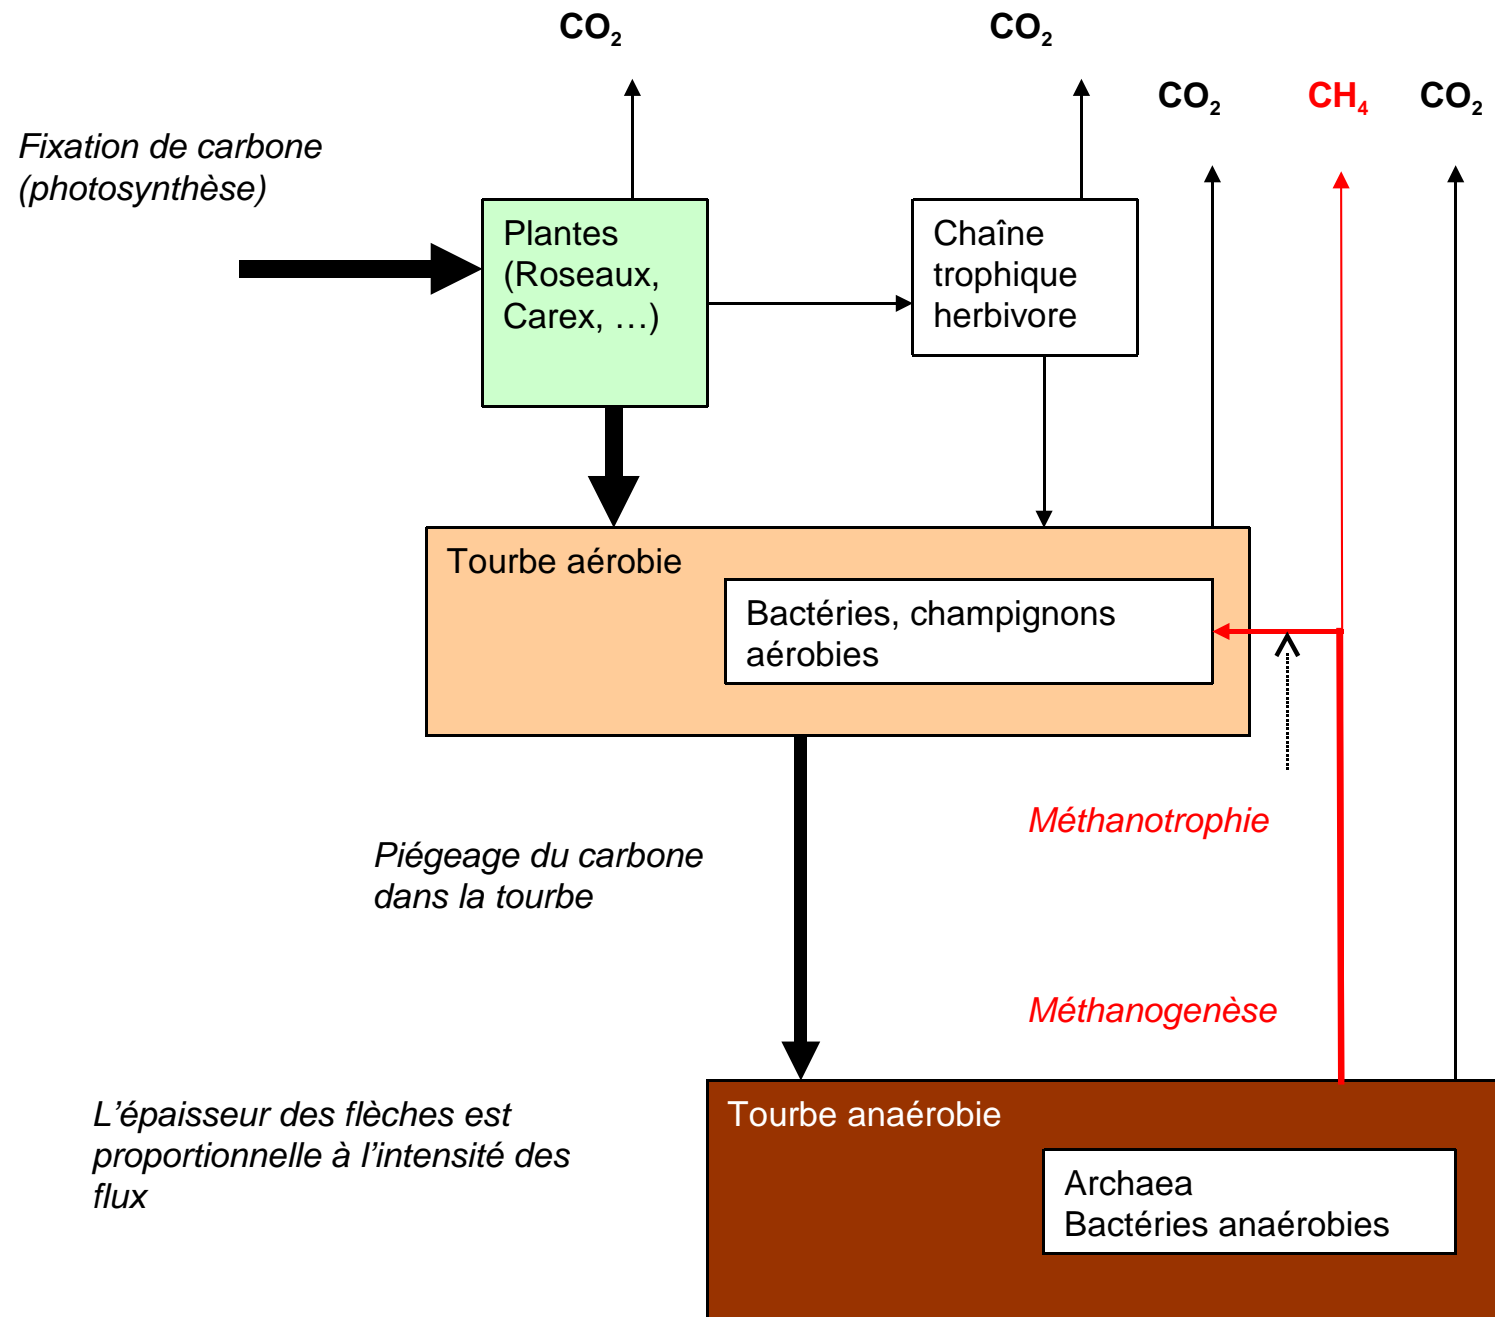 CO₂
CO₂
CO₂
CH₄
CO₂
Fixation de carbone
(photosynthèse)
Plantes
(Roseaux,
Carex, …)
Chaîne
trophique
herbivore
Tourbe aérobie
Bactéries, champignons
aérobies
Méthanotrophie
Piégeage du carbone
dans la tourbe
Méthanogenèse
L’épaisseur des flèches est
proportionnelle à l’intensité des
flux
Tourbe anaérobie
Archaea
Bactéries anaérobies